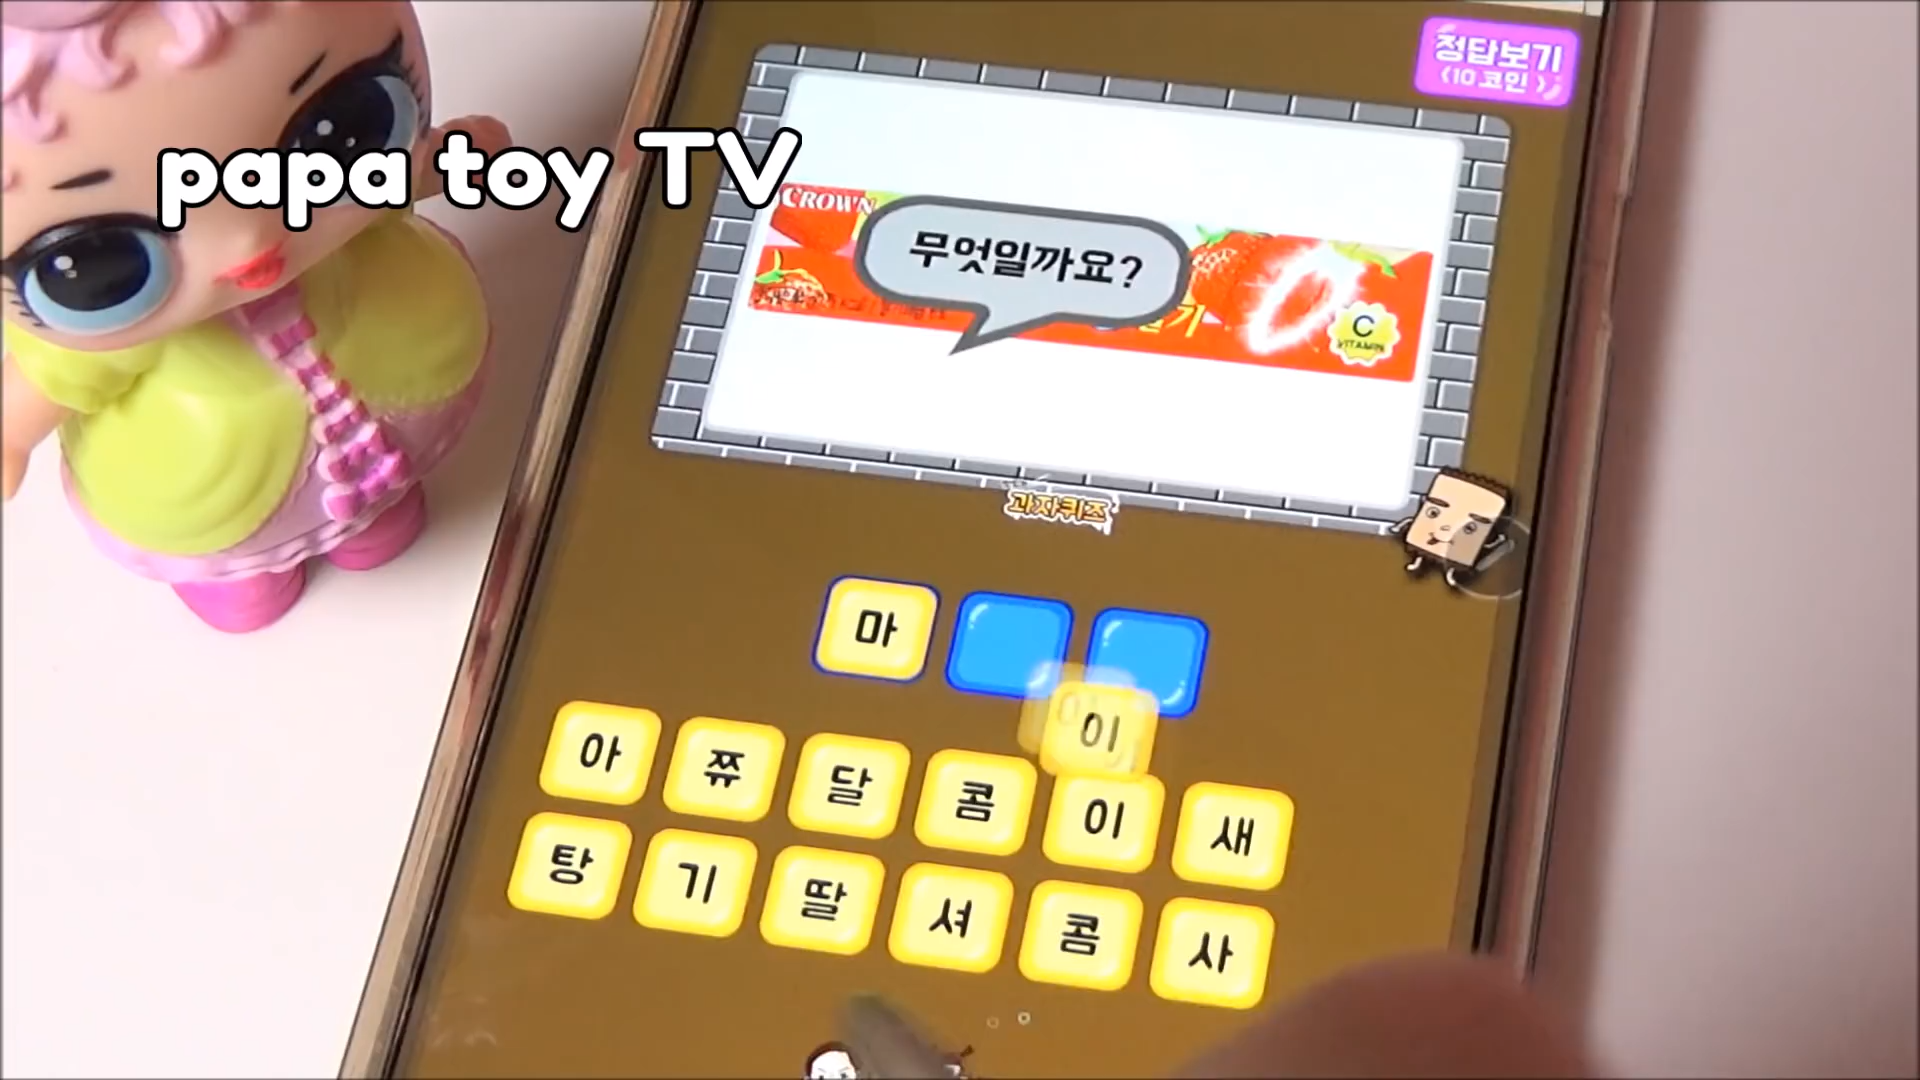 정답보기
(10 코인)
papa toy TV
CROWN
무엇일까요?
C
VITAMIN
과자퀴즈
마
이
아 쮸 달 콤 이 새
탕 기 딸 셔 콤 사